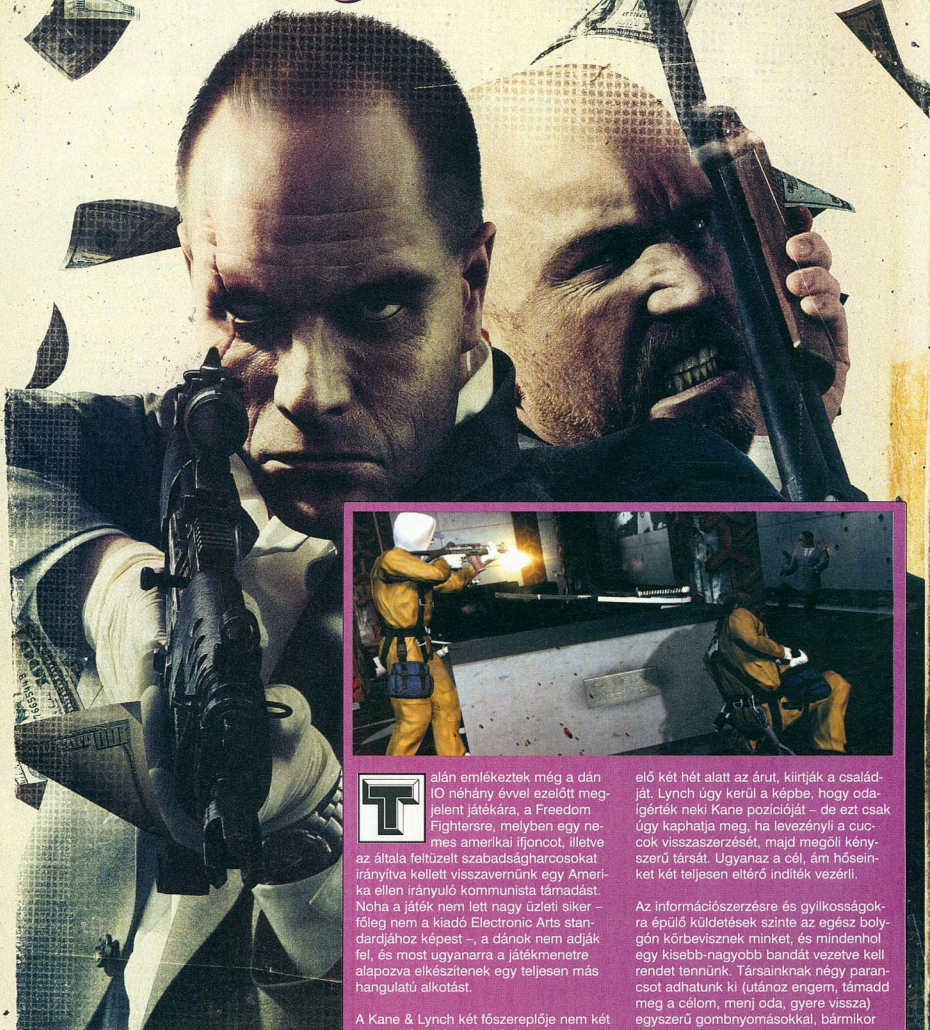 Talán emlékeztek még a dán
IO néhány évvel ezelőtt meg-
jelent játékára, a Freedom
Fightersre, melyben egy ne-
mes amerikai ifjoncot, illetve
az általa feltüzelt szabadságharcosokat
irányítva kellett visszavernünk egy Ameri-
ka ellen irányuló kommunista támadást.
Noha a játék nem lett nagy üzleti siker –
főleg nem a kiadó Electronic Arts stan-
dardjához képest –, a dánok nem adják
fel, és most ugyanarra a játékmenetre
alapozva elkészítenek egy teljesen más
hangulatú alkotást.
A Kane & Lynch két főszereplője nem két
elő két hét alatt az árut, kiirtják a család-
ját. Lynch úgy kerül a képbe, hogy oda-
ígérték neki Kane pozícióját – de ezt csak
úgy kaphatja meg, ha levezényli a cuc-
cok visszaszerzését, majd megöli kény-
szerű társát. Ugyanaz a cél, ám hősein-
ket két teljesen eltérő indíték vezérli.
Az információszerzésre és gyilkosságok-
ra épülő küldetések szinte az egész boly-
gón körbevisznek minket, és mindenhol
egy kisebb-nagyobb bandát vezetve kell
rendet tennünk. Társainknak négy paran-
csot adhatunk ki (utánoz engem, támadd
meg a célom, menj oda, gyere vissza)
egyszerű gombnyomásokkal, bármikor